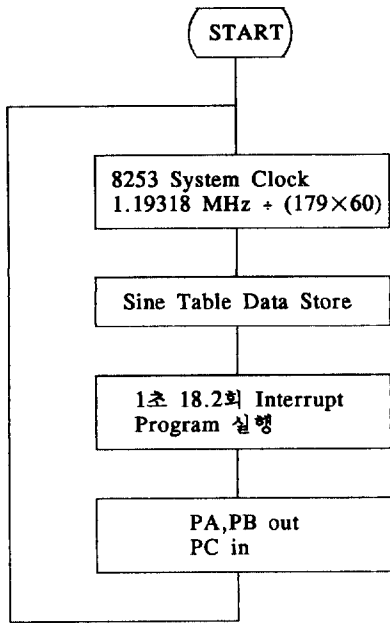 START
8253 System Clock
1.19318 MHz ÷ (179×60)
Sine Table Data Store
1초 18.2회 Interrupt
Program 실행
PA,PB out
PC in